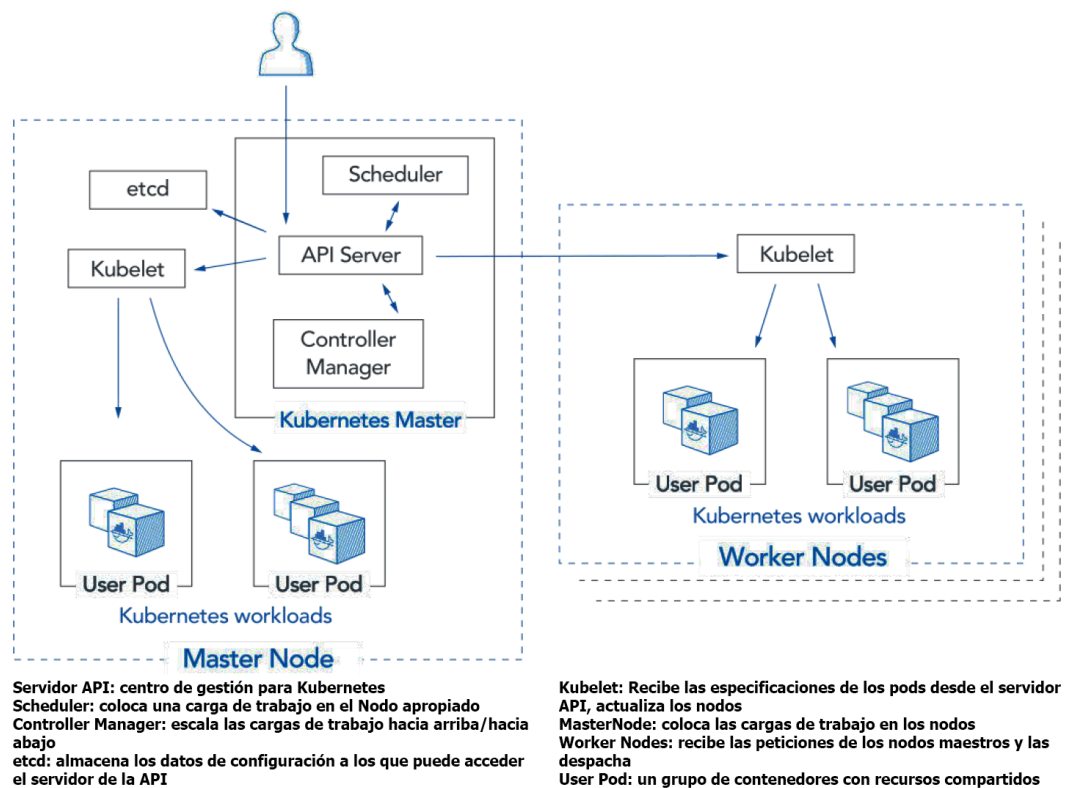 etcd
Scheduler
Kubelet
API Server
Controller
Manager
Kubernetes Master
User Pod
User Pod
Kubernetes workloads
Master Node
Kubelet
User Pod
User Pod
Kubernetes workloads
Worker Nodes
Servidor API: centro de gestión para Kubernetes
Scheduler: coloca una carga de trabajo en el Nodo apropiado
Controller Manager: escala las cargas de trabajo hacia arriba/hacia
abajo
etcd: almacena los datos de configuración a los que puede acceder
el servidor de la API
Kubelet: Recibe las especificaciones de los pods desde el servidor
API, actualiza los nodos
MasterNode: coloca las cargas de trabajo en los nodos
Worker Nodes: recibe las peticiones de los nodos maestros y las
despacha
User Pod: un grupo de contenedores con recursos compartidos